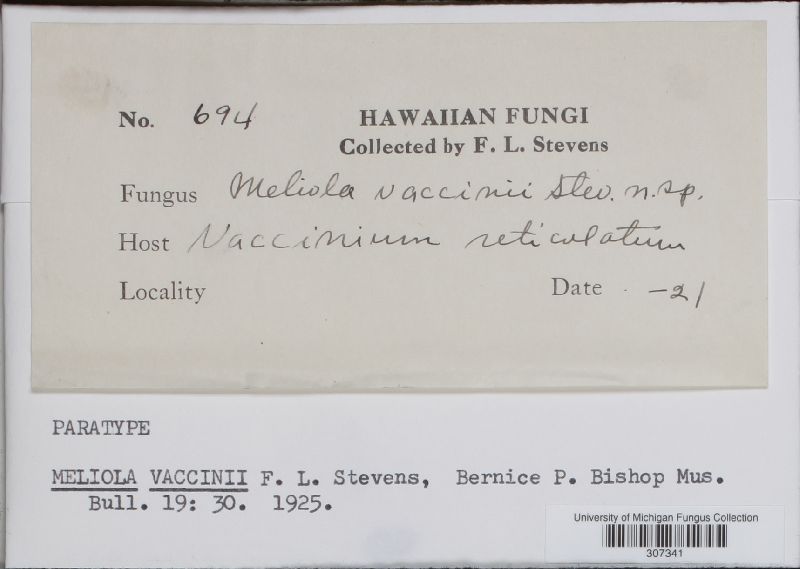 No. 694 HAWAIIAN FUNGI
Collected by F. L. Stevens
Fungus Meliola vaccinii Stev. n.sp.
Host Vaccinium reticulatum
Locality Date -21
PARATYPE
MELIOLA VACCINII F. L. Stevens, Bernice P. Bishop Mus.
Bull. 19: 30. 1925.
University of Michigan Fungus Collection
307341